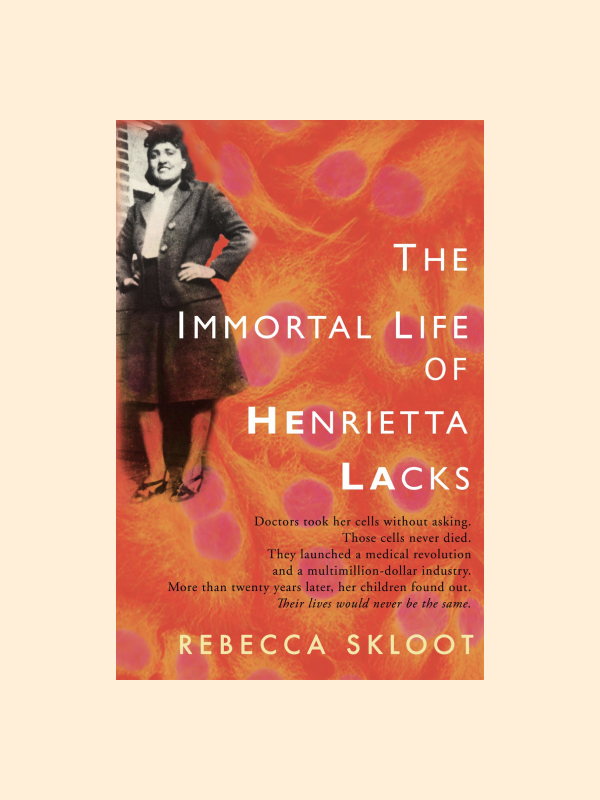 THE
IMMORTAL LIFE
OF
HENRIETTA
LACKS
Doctors took her cells without asking.
Those cells never died.
They launched a medical revolution
and a multimillion-dollar industry.
More than twenty years later, her children found out.
Their lives would never be the same.
REBECCA SKLOOT